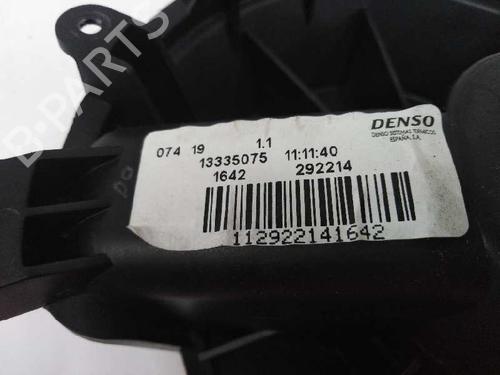 DENSO
DENSO SISTEMAS TERMICOS
ESPAÑA, S.A.
074 19 1.1
13335075 11:11:40
1642 292214
112922141642
B-PARTS